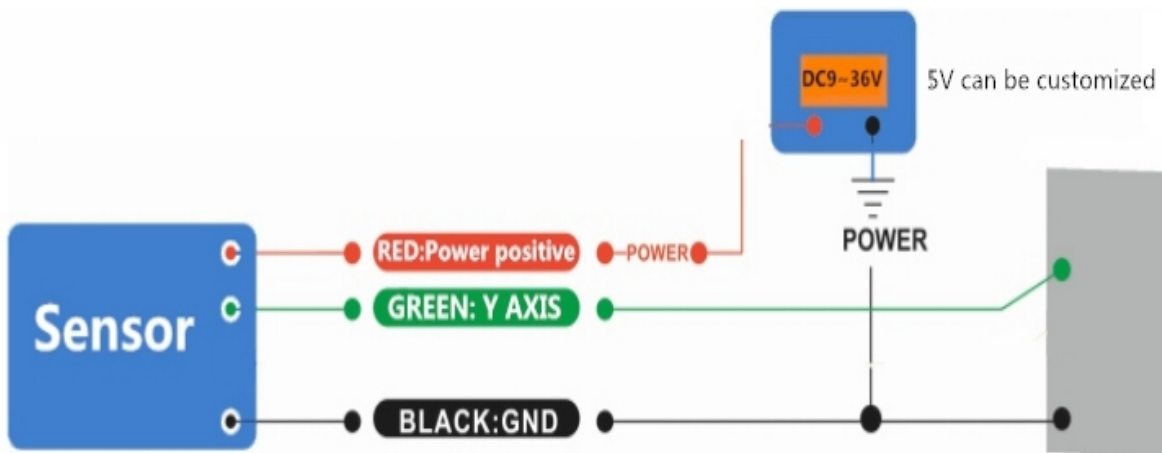 DC9~36V
5V can be customized
RED:Power positive
POWER
POWER
Sensor
GREEN: Y AXIS
BLACK:GND